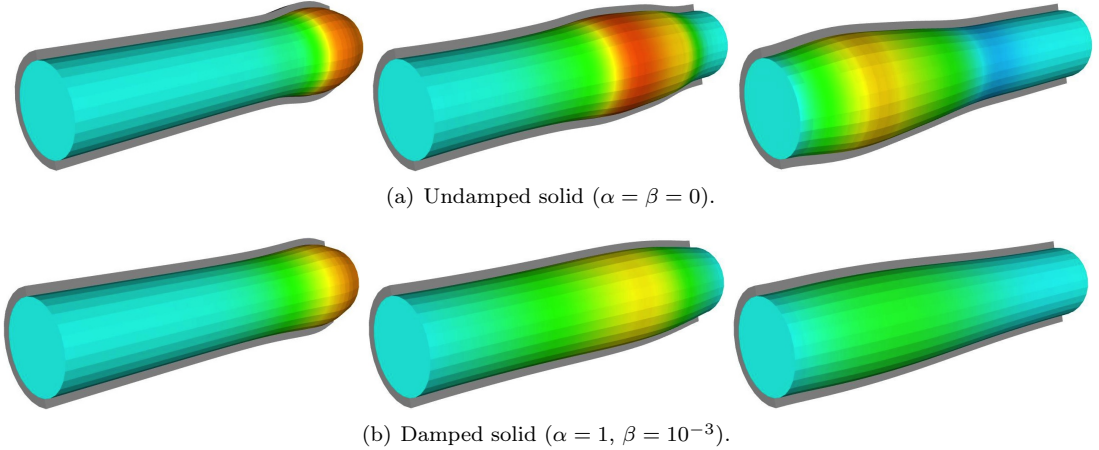 (a) Undamped solid (α = β = 0).
(b) Damped solid (α = 1, β = 10⁻³).